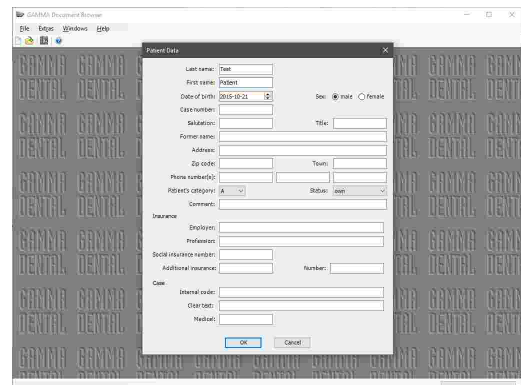 GAMMA Document Browser
File Extras Windows Help
Patient Data
Last name: Test
First name: Patient
Date of birth: 2015-10-21 Sex: male female
Case number:
Salutation: Title:
Former name:
Address:
Zip code: Town:
Phone number(s):
Patient's category: A Status: own
Comment:
Insurance
Employer:
Profession:
Social insurance number:
Additional insurance: Number:
Case
Internal code:
Clear text:
Medical:
OK Cancel
GAMMA DENTAL